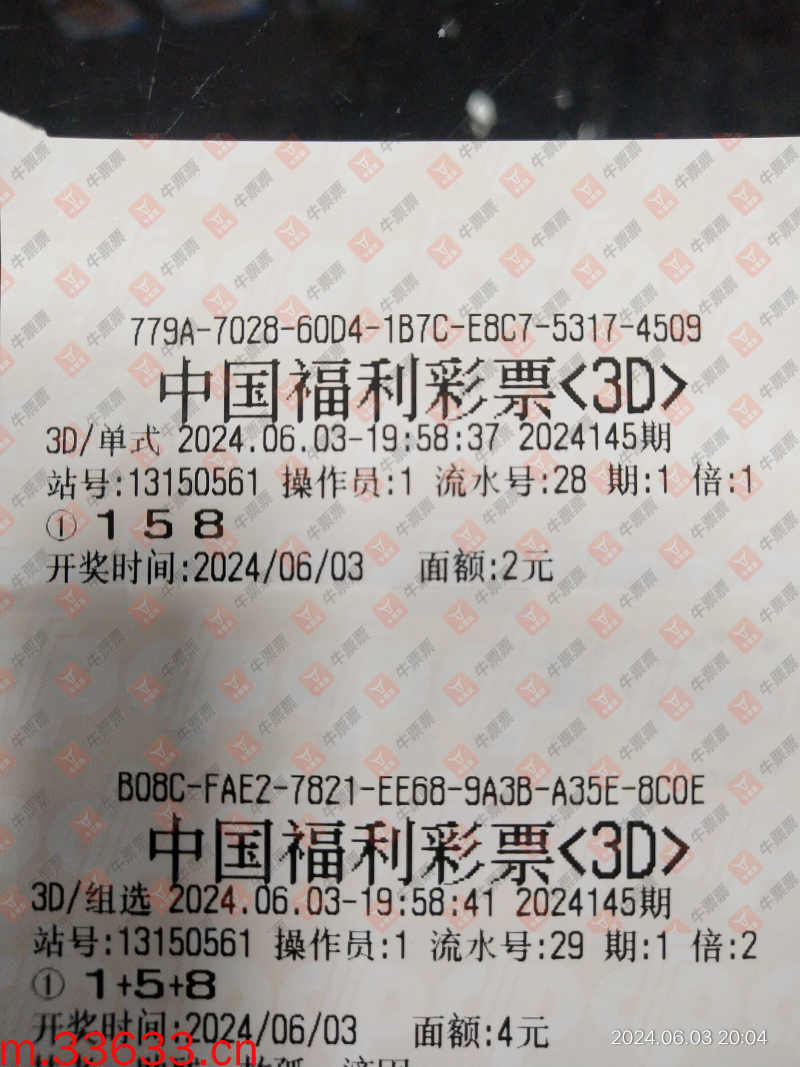 779A-7028-60D4-1B7C-E8C7-5317-4509
中国福利彩票<3D>
3D/单式 2024.06.03-19:58:37 2024145期
站号:13150561 操作员:1 流水号:28 期:1 倍:1
① 1 5 8
开奖时间:2024/06/03 面额:2元
B08C-FAE2-7821-EE68-9A3B-A35E-8C0E
中国福利彩票<3D>
3D/组选 2024.06.03-19:58:41 2024145期
站号:13150561 操作员:1 流水号:29 期:1 倍:2
① 1+5+8
开奖时间:2024/06/03 面额:4元
2024.06.03 20:04
m.33633.cn
牛票票